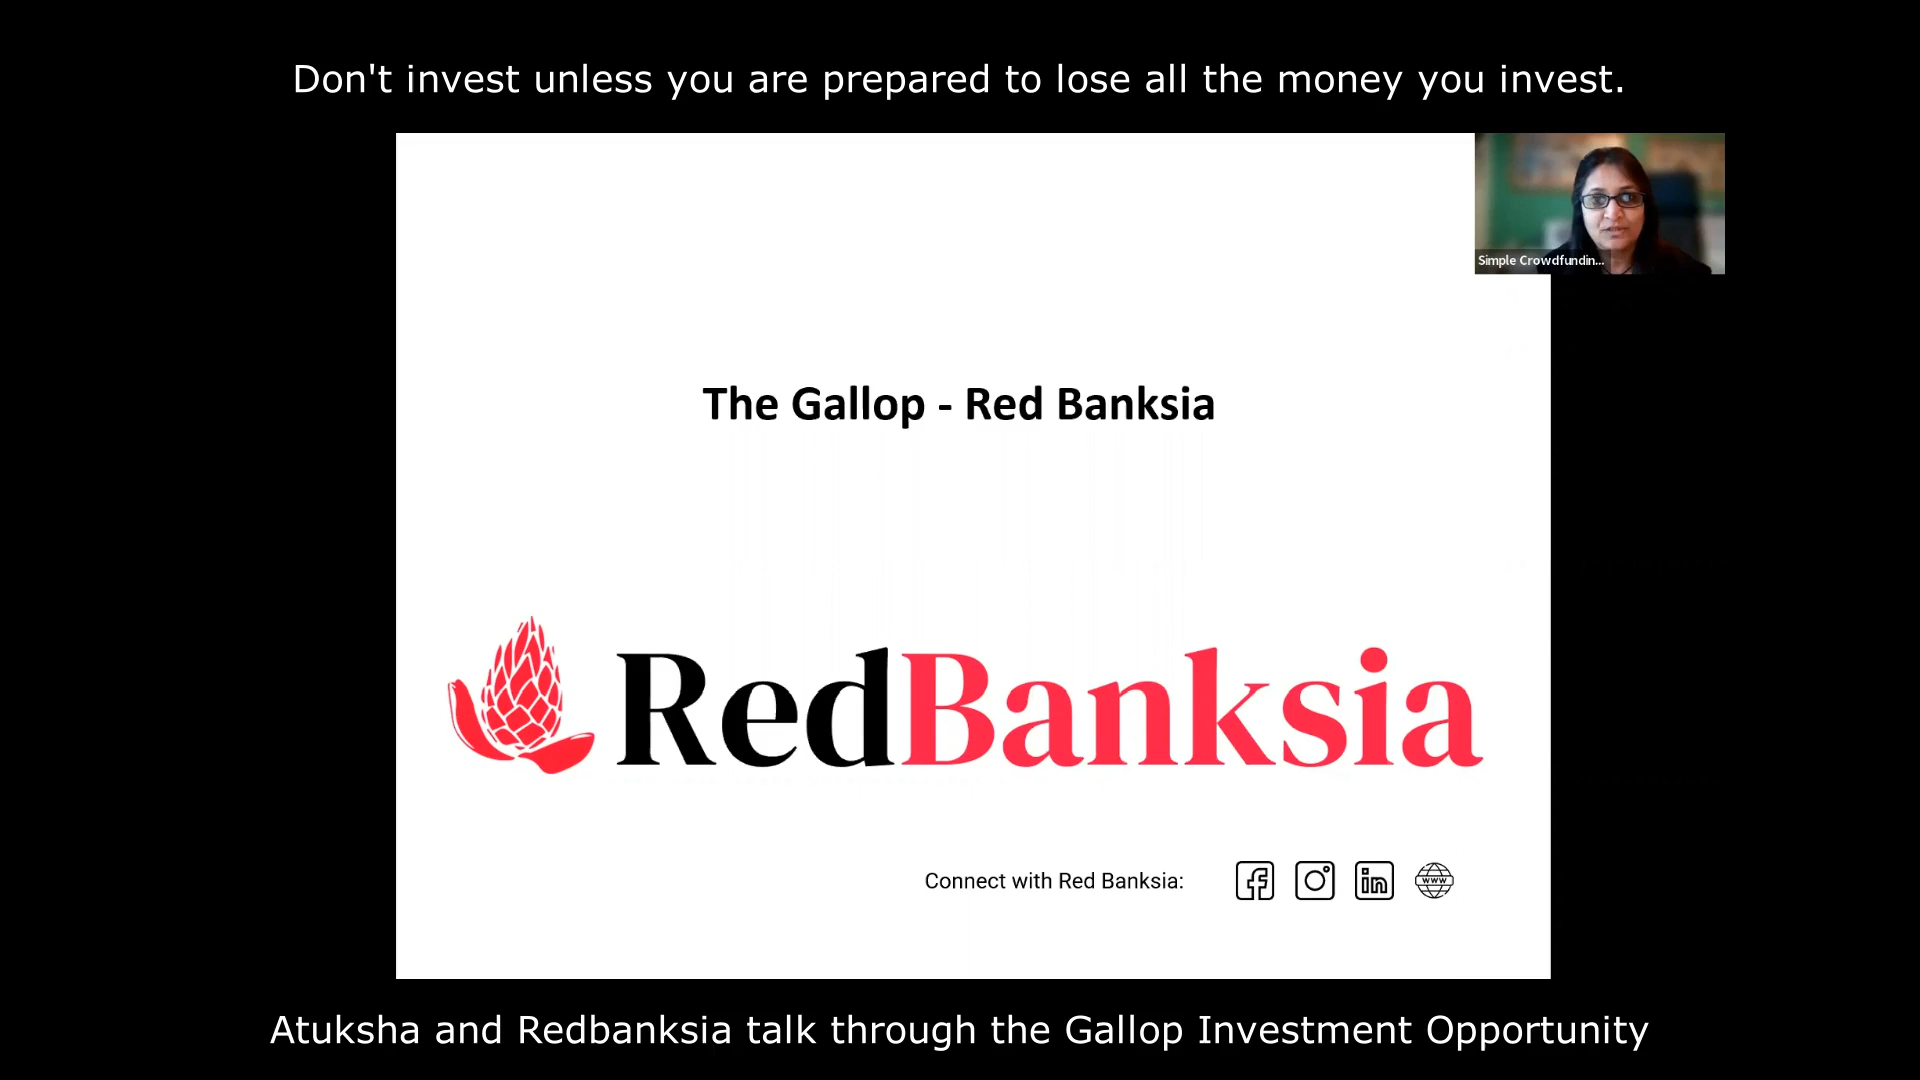 Don't invest unless you are prepared to lose all the money you invest.
Simple Crowdfundin...
The Gallop - Red Banksia
RedBanksia
Connect with Red Banksia:
www
Atuksha and Redbanksia talk through the Gallop Investment Opportunity